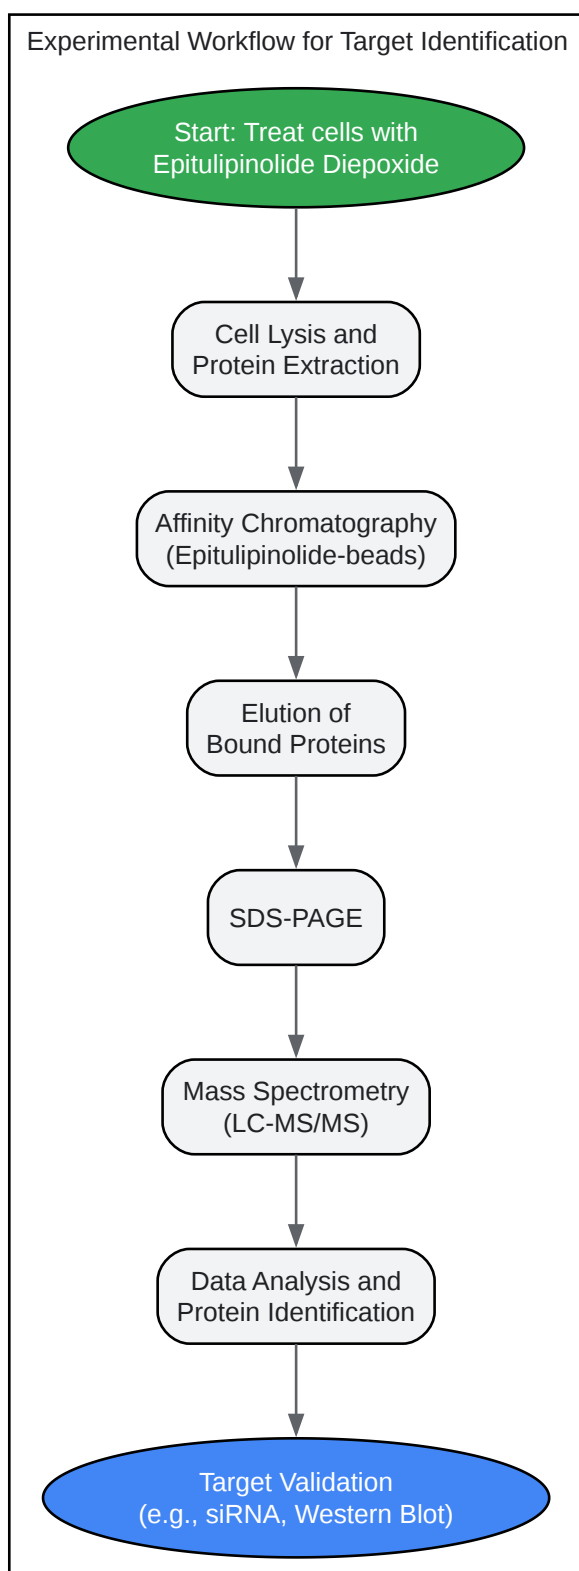 Experimental Workflow for Target Identification
Start: Treat cells with
Epitulipinolide Diepoxide
Cell Lysis and
Protein Extraction
Affinity Chromatography
(Epitulipinolide-beads)
Elution of
Bound Proteins
SDS-PAGE
Mass Spectrometry
(LC-MS/MS)
Data Analysis and
Protein Identification
Target Validation
(e.g., siRNA, Western Blot)